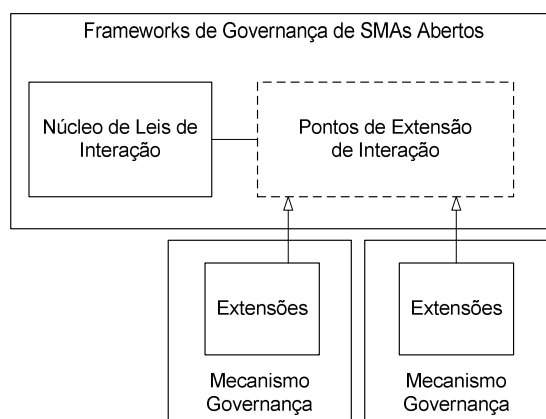 Frameworks de Governança de SMAs Abertos
Núcleo de Leis de
Interação
Pontos de Extensão
de Interação
Extensões
Mecanismo
Governança
Extensões
Mecanismo
Governança